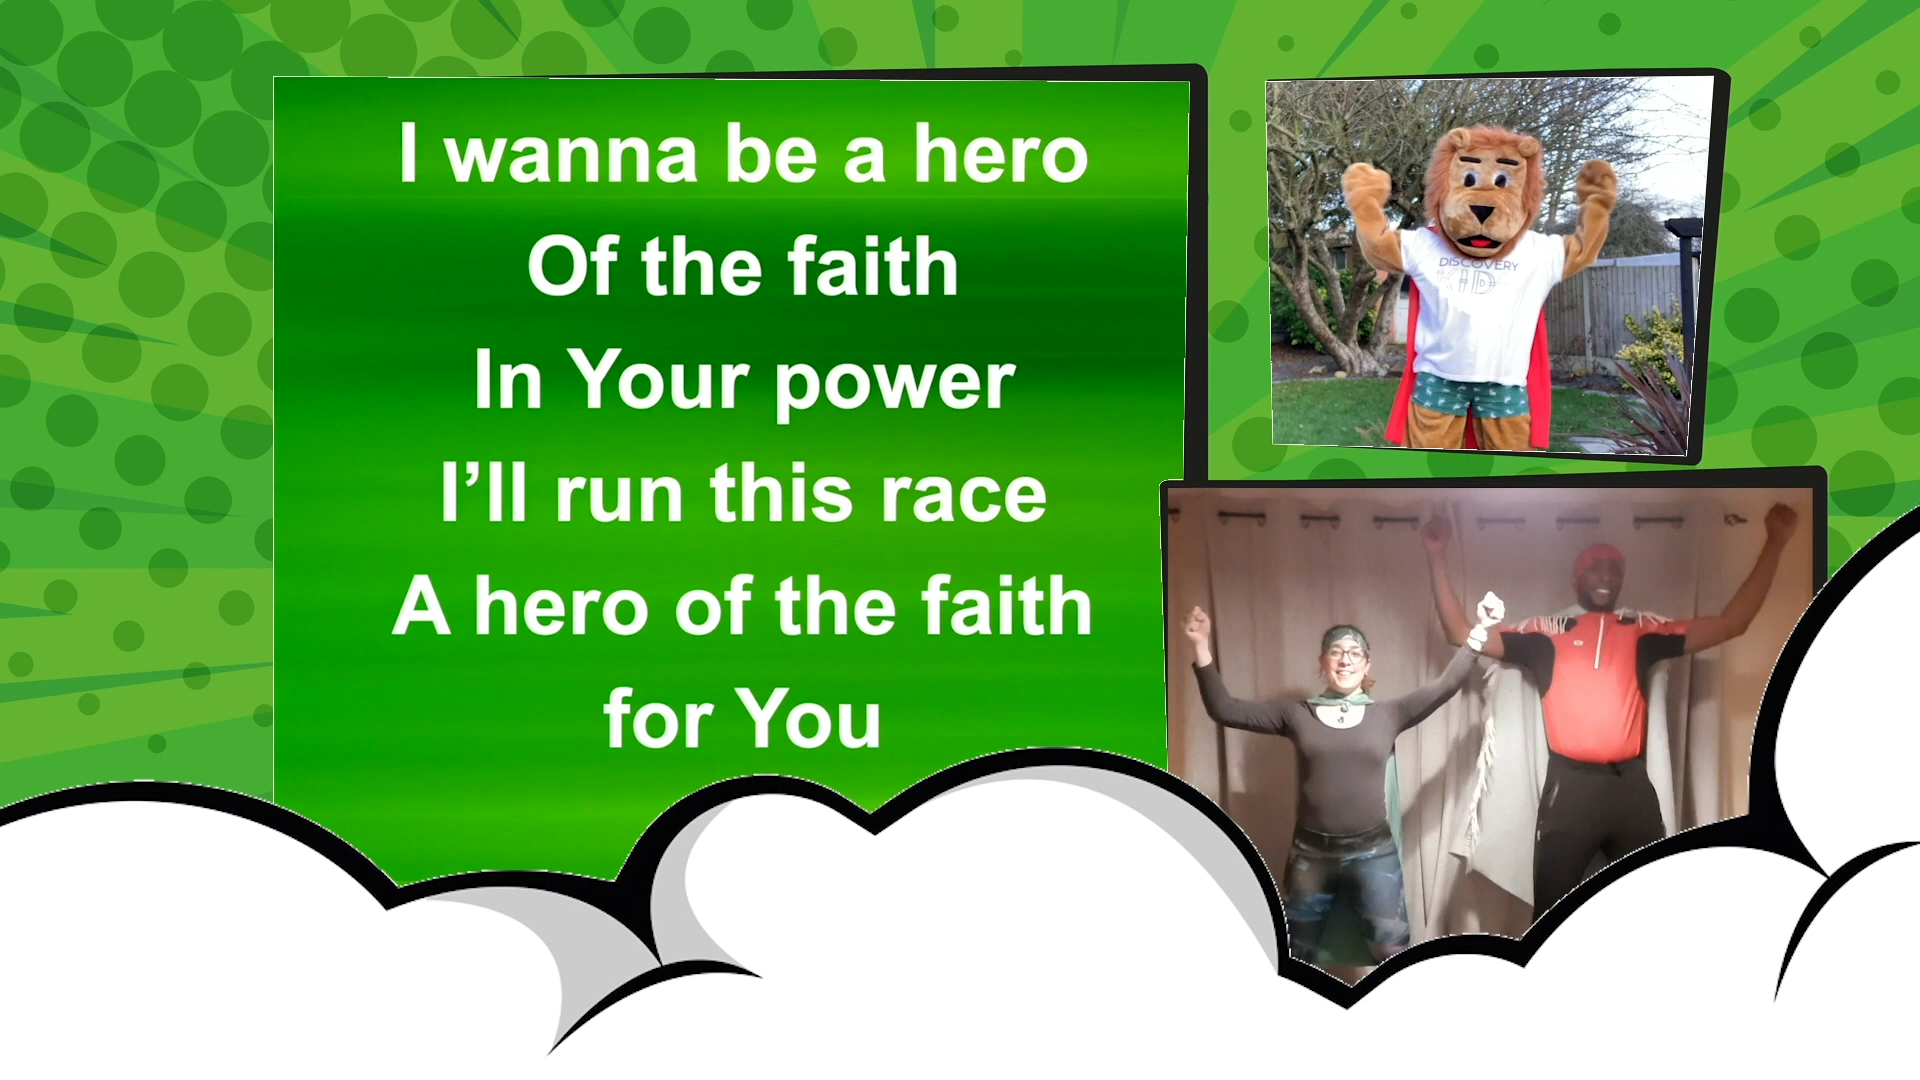 I wanna be a hero
Of the faith
In Your power
I’ll run this race
A hero of the faith
for You
DISCOVERY